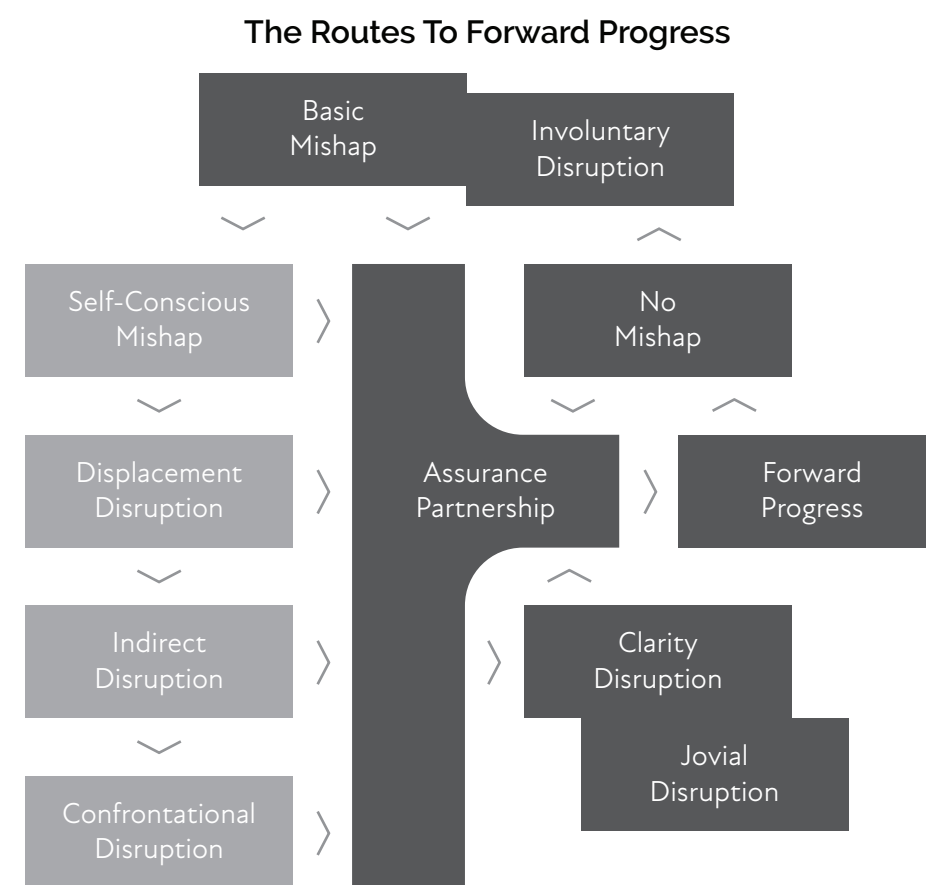 The Routes To Forward Progress
Basic
Mishap
Involuntary
Disruption
Self-Conscious
Mishap
No
Mishap
Displacement
Disruption
Assurance
Partnership
Forward
Progress
Indirect
Disruption
Clarity
Disruption
Jovial
Disruption
Confrontational
Disruption